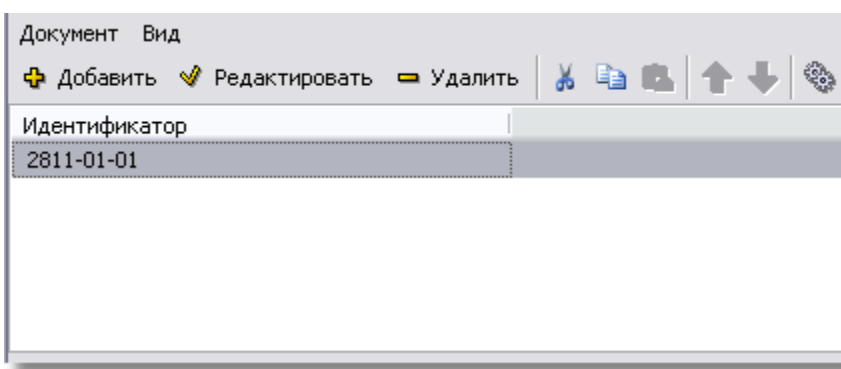 Документ Вид
Добавить Редактировать Удалить
Идентификатор
2811-01-01